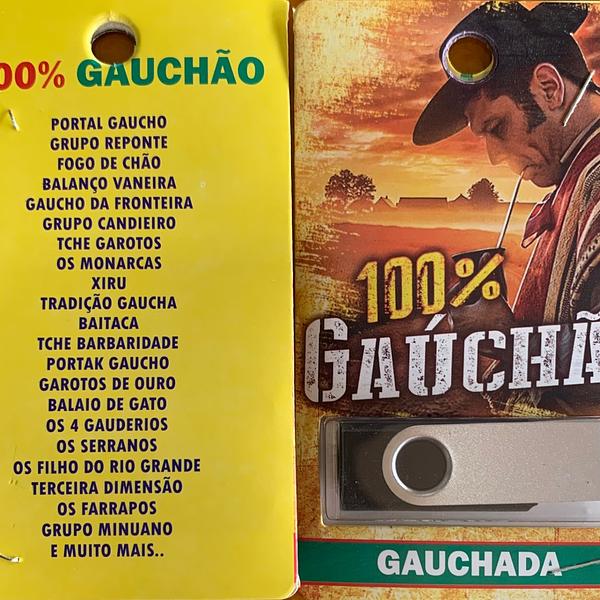 00% GAUCHÃO
PORTAL GAUCHO
GRUPO REPONTE
FOGO DE CHÃO
BALANÇO VANEIRA
GAUCHO DA FRONTEIRA
GRUPO CANDIEIRO
TCHE GAROTOS
OS MONARCAS
XIRU
TRADIÇÃO GAUCHA
BAITACA
TCHE BARBARIDADE
PORTAK GAUCHO
GAROTOS DE OURO
BALAIO DE GATO
OS 4 GAUDERIOS
OS SERRANOS
OS FILHO DO RIO GRANDE
TERCEIRA DIMENSÃO
OS FARRAPOS
GRUPO MINUANO
E MUITO MAIS..
100%
GAÚCHÃ
GAUCHADA